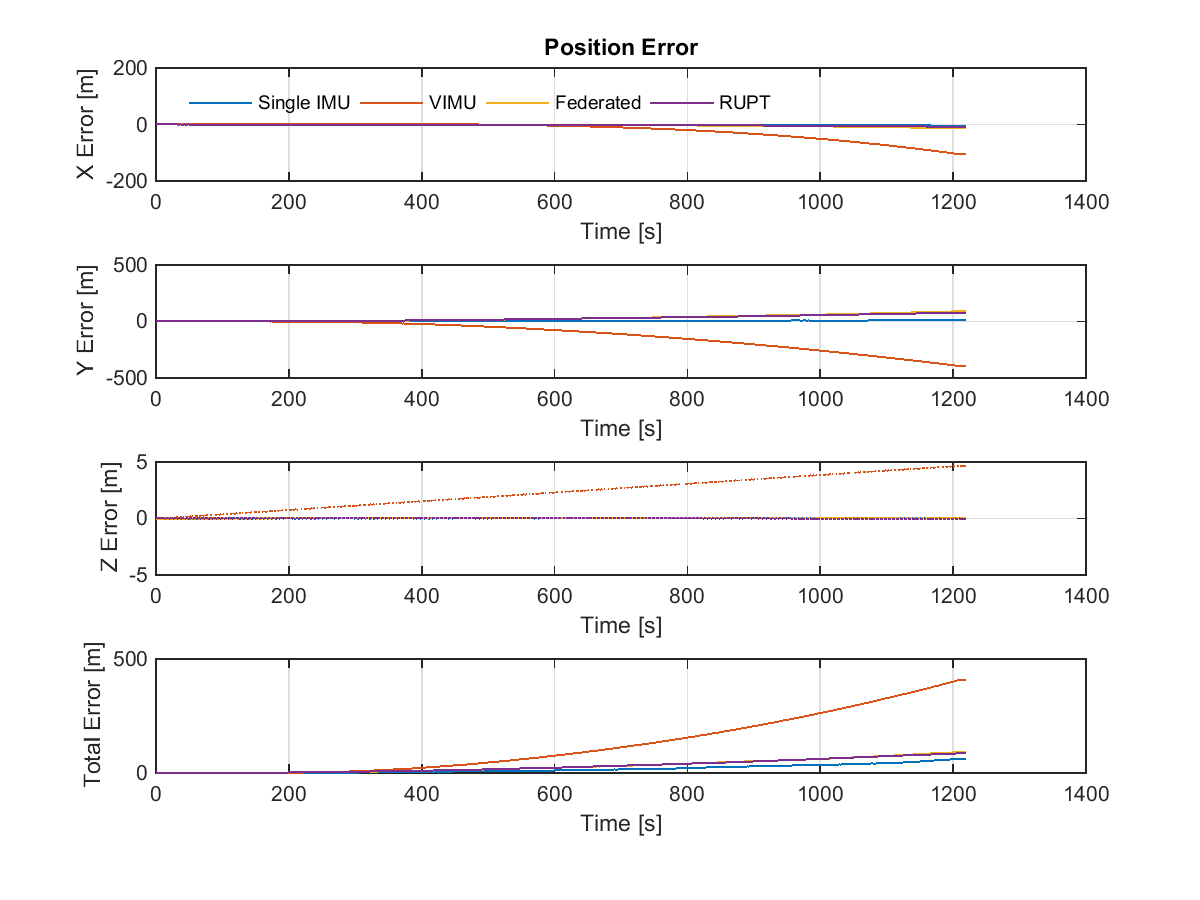 Position Error
X Error [m]
200
0
-200
Single IMU VIMU Federated RUPT
0 200 400 600 800 1000 1200 1400
Time [s]
Y Error [m]
500
0
-500
0 200 400 600 800 1000 1200 1400
Time [s]
Z Error [m]
5
0
-5
0 200 400 600 800 1000 1200 1400
Time [s]
Total Error [m]
500
0
0 200 400 600 800 1000 1200 1400
Time [s]